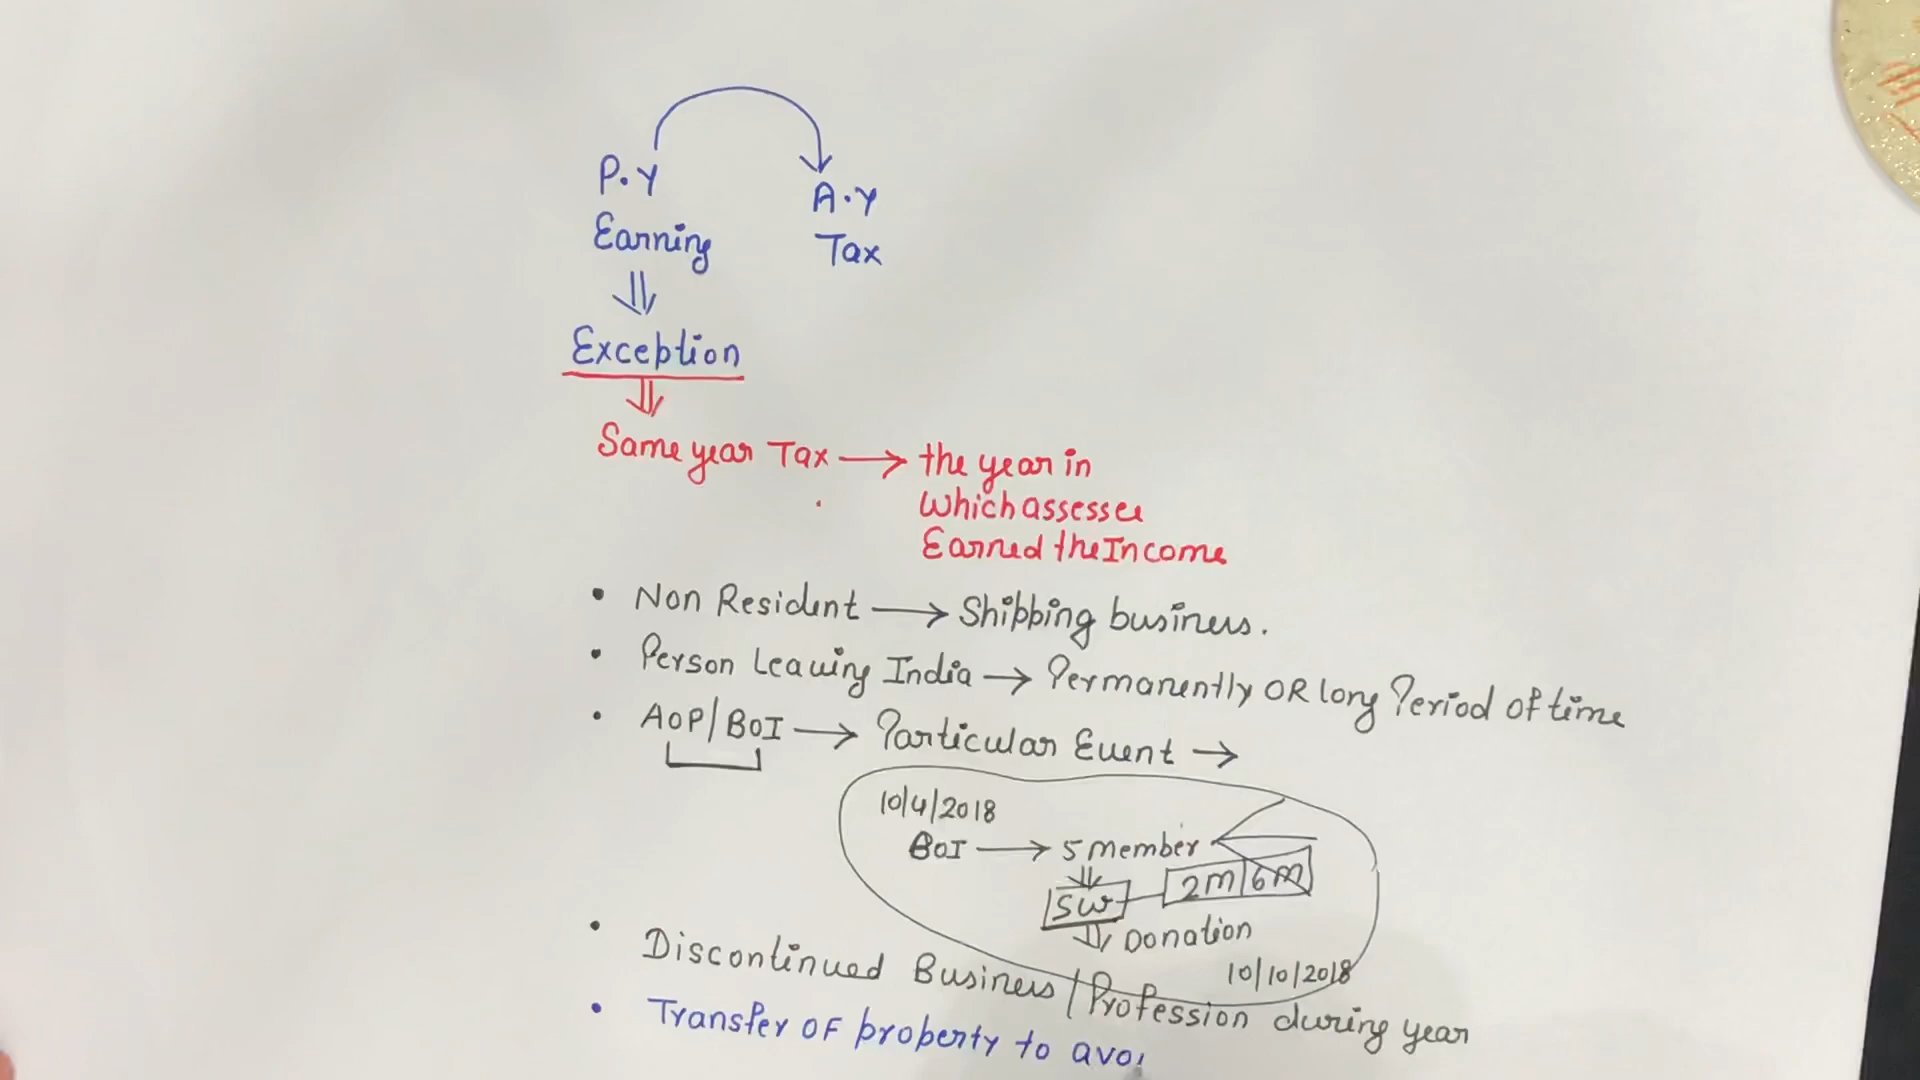 P.Y
A.Y
Earning
Tax
Exception
Same year Tax → the year in
which assessee
Earned the Income
• Non Resident → Shipping business.
• Person Leaving India → Permanently OR long Period of time
• AOP/BOI → Particular Event →
10/4/2018
BOI → 5 member
SW 2M 6M
Donation
10/10/2018
• Discontinued Business/Profession during year
• Transfer of property to avoi